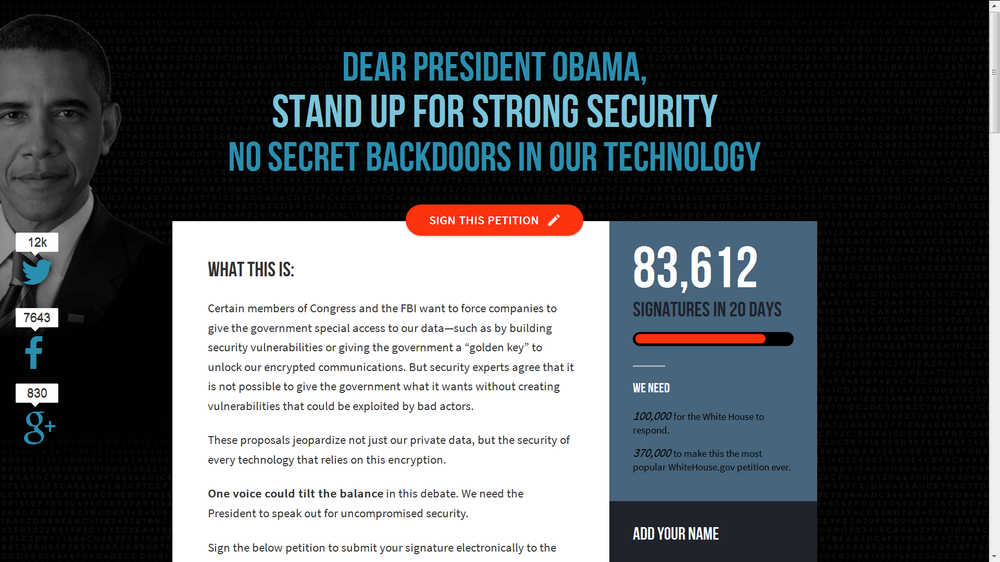 DEAR PRESIDENT OBAMA,
STAND UP FOR STRONG SECURITY
NO SECRET BACKDOORS IN OUR TECHNOLOGY
SIGN THIS PETITION
12k
7643
830
g+
WHAT THIS IS:
Certain members of Congress and the FBI want to force companies to
give the government special access to our data—such as by building
security vulnerabilities or giving the government a “golden key” to
unlock our encrypted communications. But security experts agree that it
is not possible to give the government what it wants without creating
vulnerabilities that could be exploited by bad actors.
These proposals jeopardize not just our private data, but the security of
every technology that relies on this encryption.
One voice could tilt the balance in this debate. We need the
President to speak out for uncompromised security.
Sign the below petition to submit your signature electronically to the
83,612
SIGNATURES IN 20 DAYS
WE NEED
100,000 for the White House to
respond.
370,000 to make this the most
popular WhiteHouse.gov petition ever.
ADD YOUR NAME